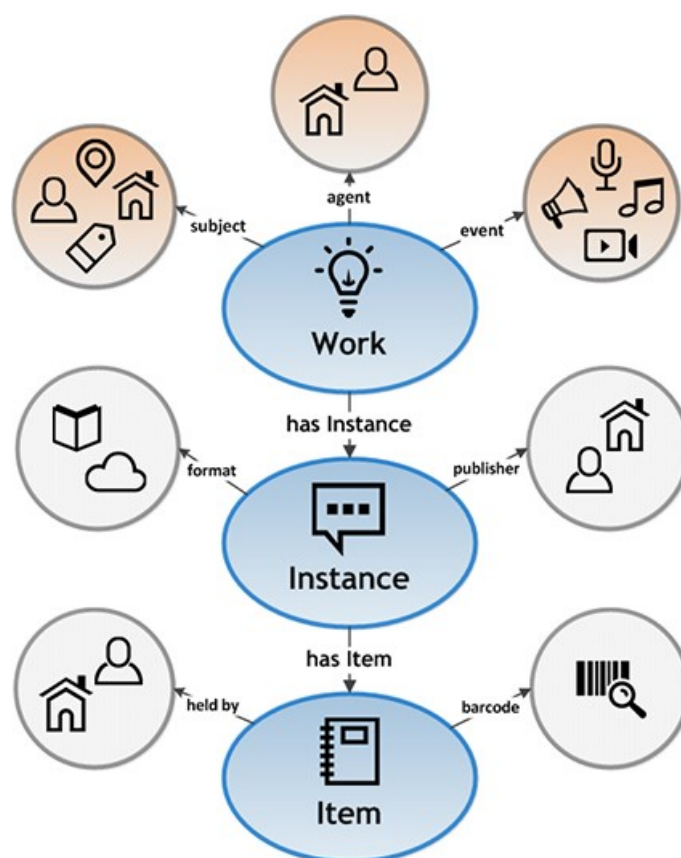 agent
subject
event
Work
has Instance
format
publisher
Instance
has Item
held by
barcode
Item